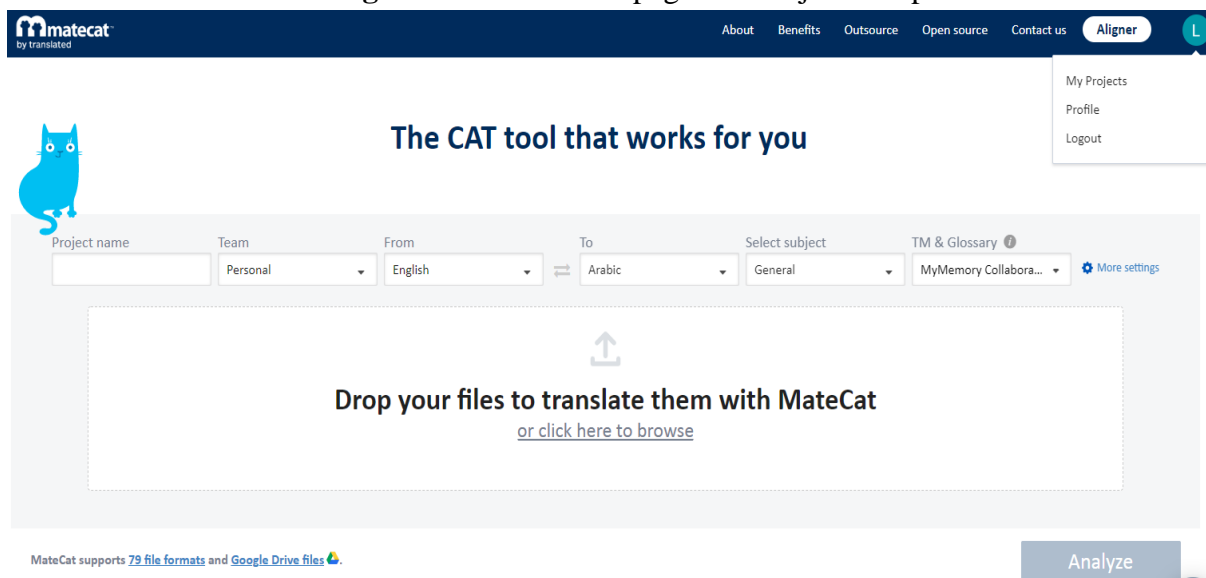 matecat
by translated
About Benefits Outsource Open source Contact us Aligner L
My Projects
Profile
Logout
The CAT tool that works for you
Project name Team From To Select subject TM & Glossary
Personal English Arabic General MyMemory Collabora... More settings
Drop your files to translate them with MateCat
or click here to browse
MateCat supports 79 file formats and Google Drive files.
Analyze